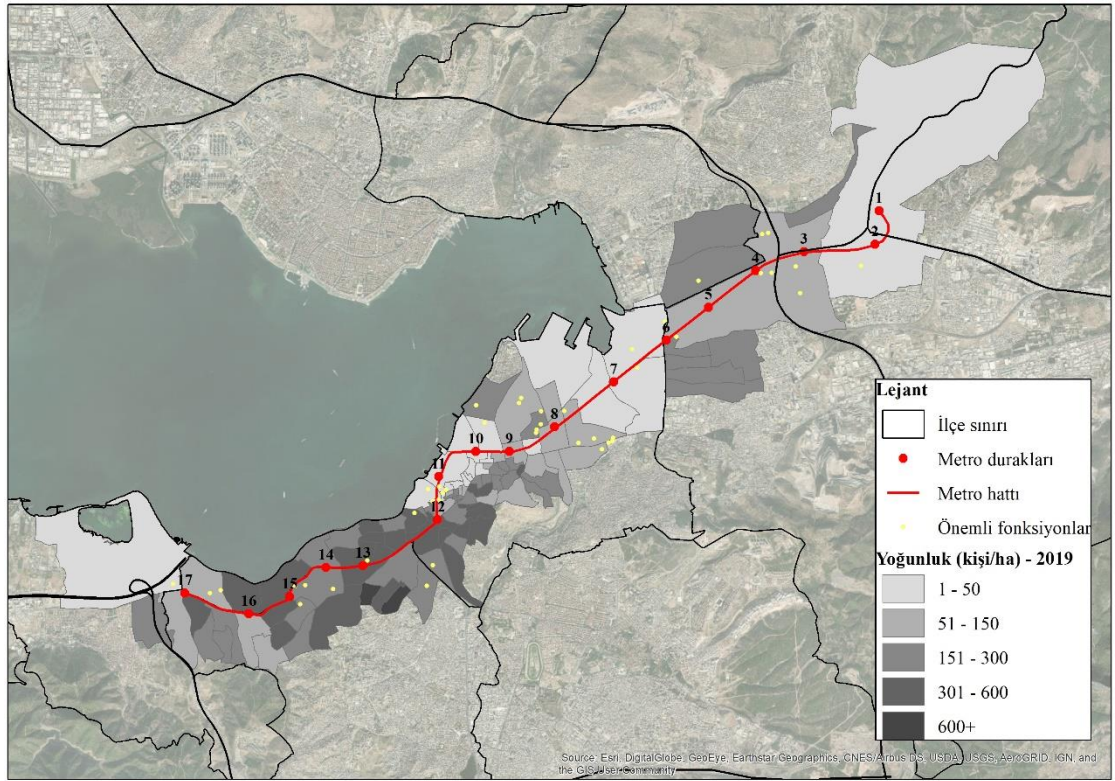 1
2
3
4
5
6
7
8
9
10
11
12
13
14
15
16
17
Lejant
İlçe sınırı
Metro durakları
Metro hattı
Önemli fonksiyonlar
Yoğunluk (kişi/ha) - 2019
1 - 50
51 - 150
151 - 300
301 - 600
600+
Source: Esri, DigitalGlobe, GeoEye, Earthstar Geographics, CNES/Airbus DS, USDA, USGS, AeroGRID, IGN, and
the GIS User Community